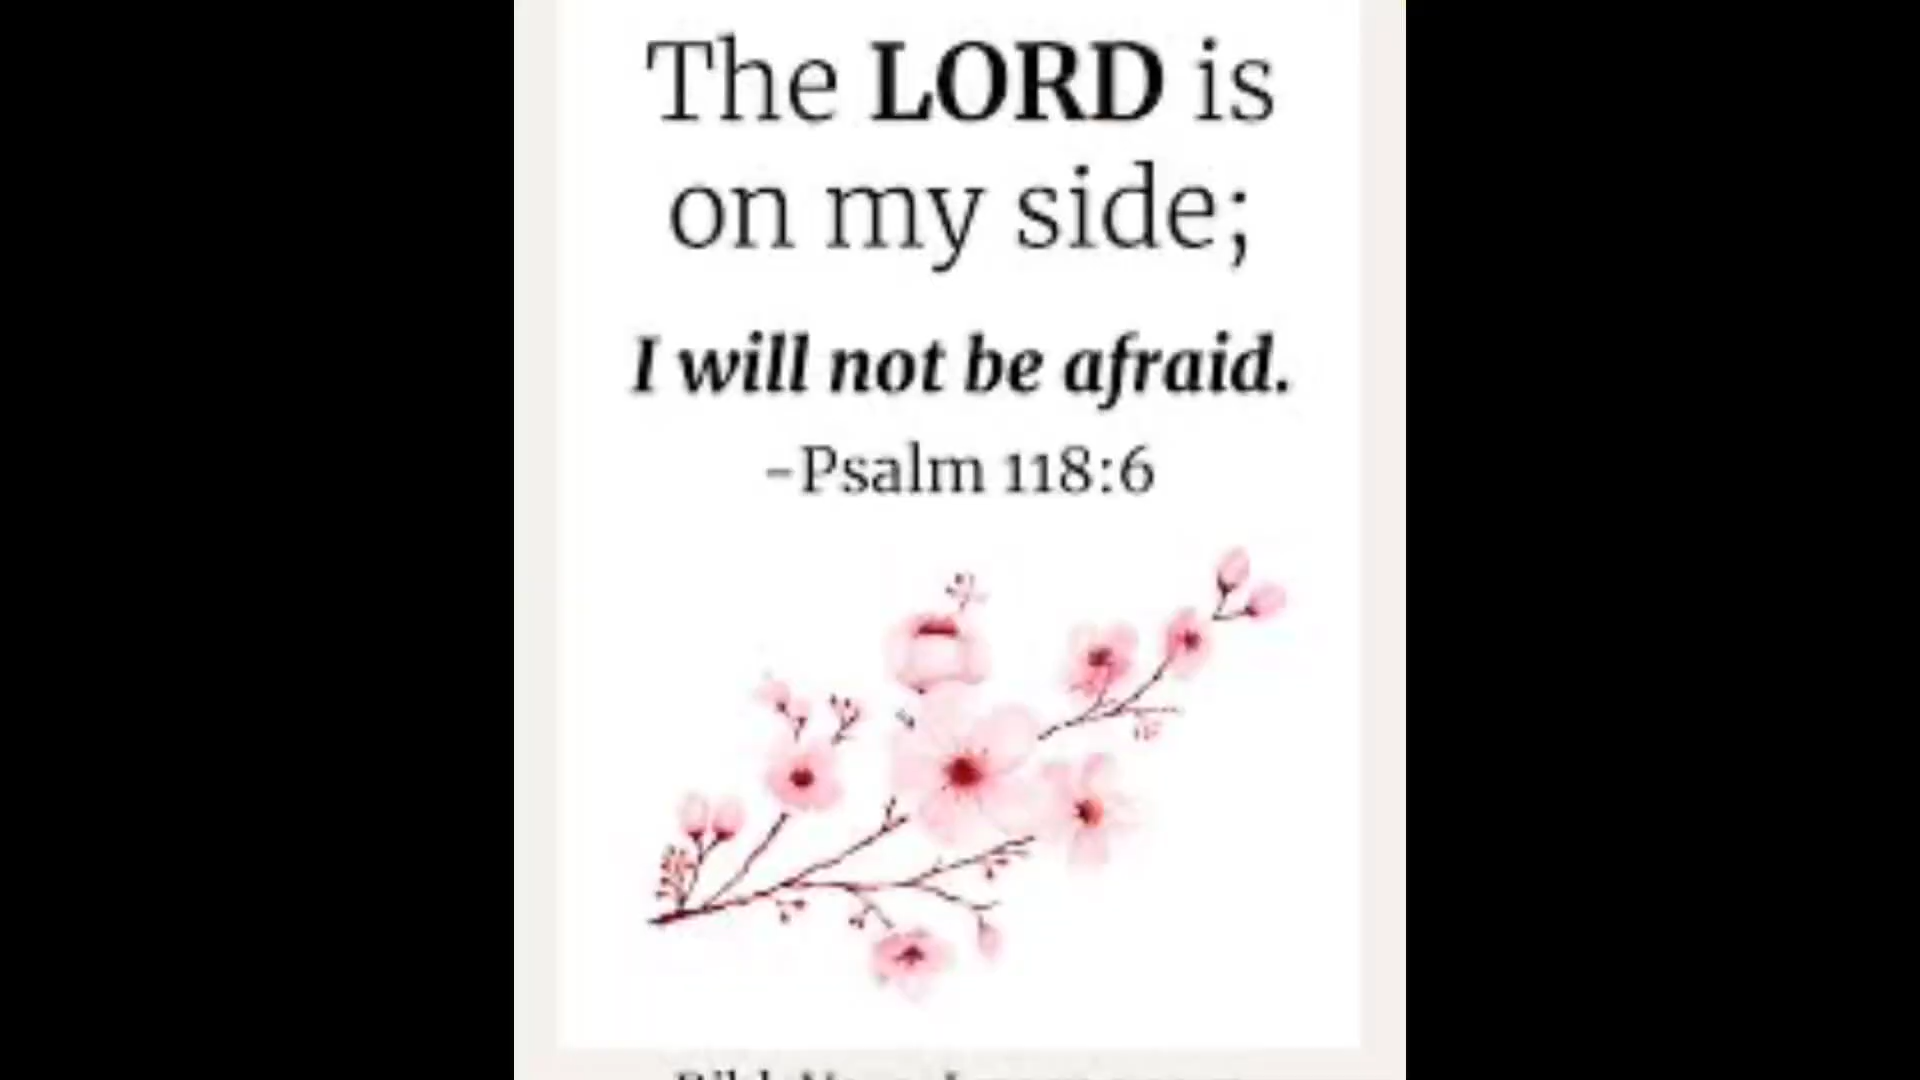 The LORD is
on my side;
I will not be afraid.
-Psalm 118:6